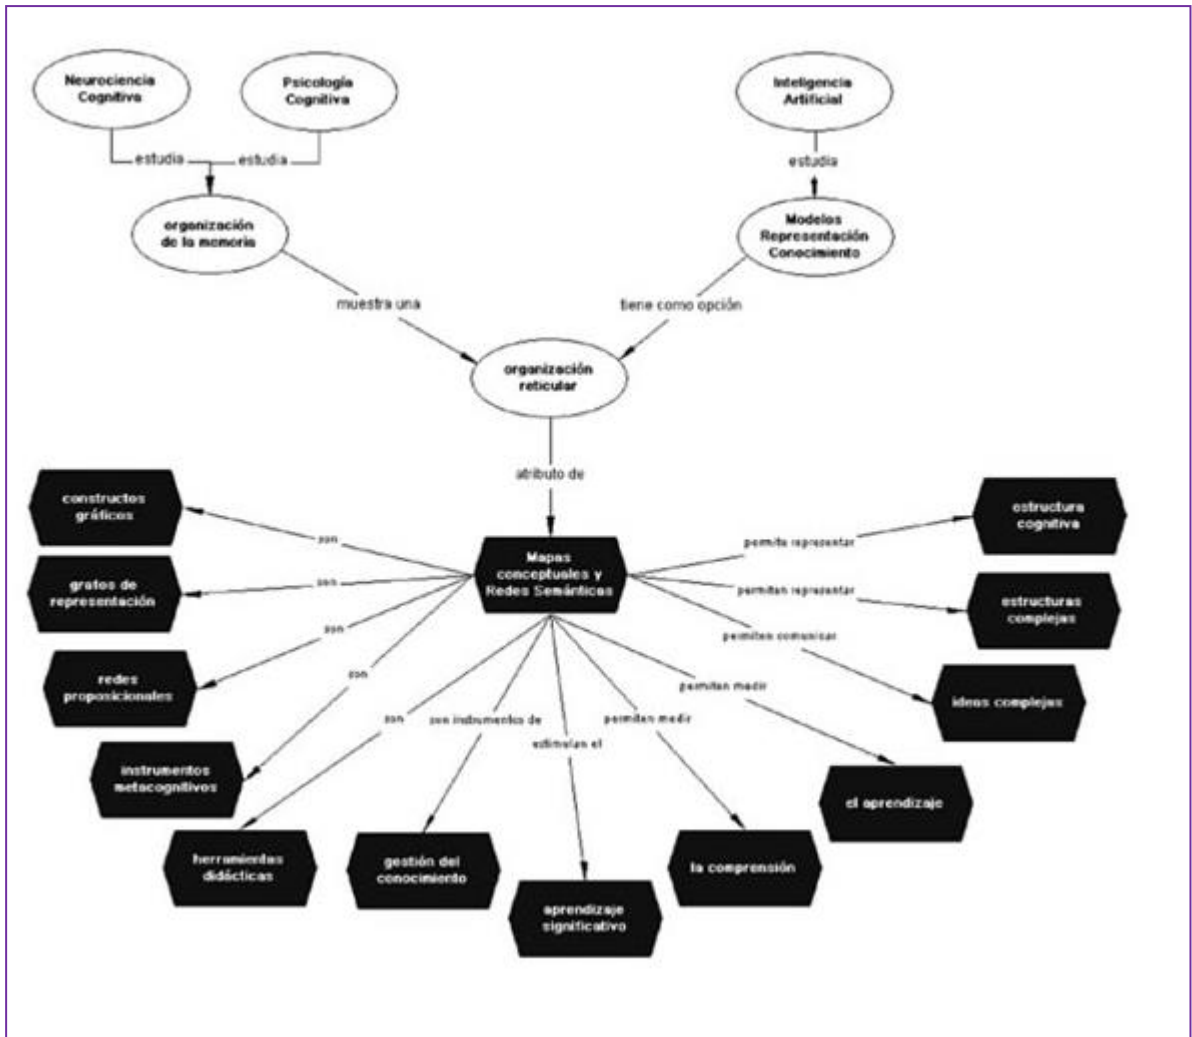 Neurociencia
Cognitiva
Psicología
Cognitiva
Inteligencia
Artificial
estudia
estudia
estudia
organización
de la memoria
Modelos
Representación
Conocimiento
muestra una
tiene como opción
organización
reticular
atributo de
constructos
gráficos
son
Mapas
conceptuales y
Redes Semánticas
permite representar
estructura
cognitiva
grafos de
representación
son
permiten representar
estructuras
complejas
redes
proposicionales
son
permiten comunicar
ideas complejas
instrumentos
metacognitivos
son
son
son instrumentos de
estimulan el
permiten medir
permiten medir
el aprendizaje
herramientas
didácticas
gestión del
conocimiento
aprendizaje
significativo
la comprensión